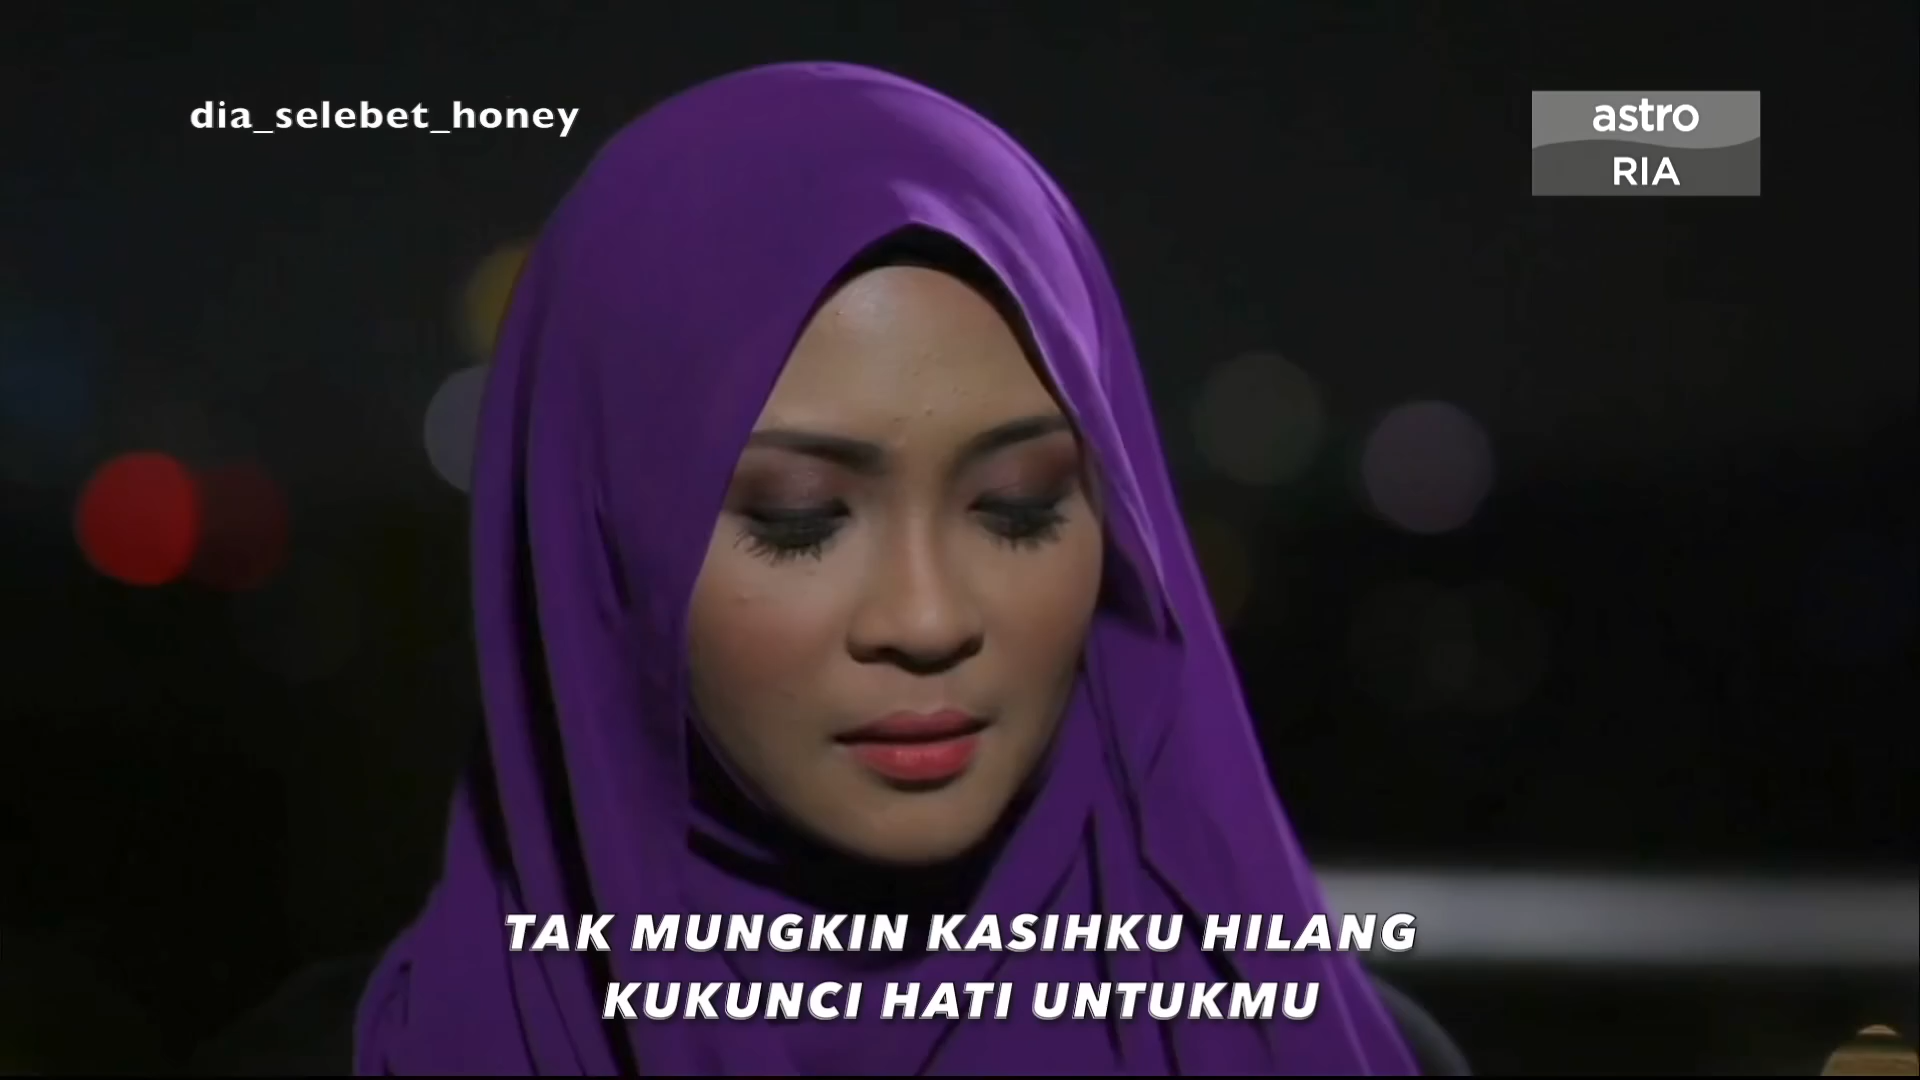 dia_selebet_honey
astro
RIA
TAK MUNGKIN KASIHKU HILANG
KUKUNCI HATI UNTUKMU